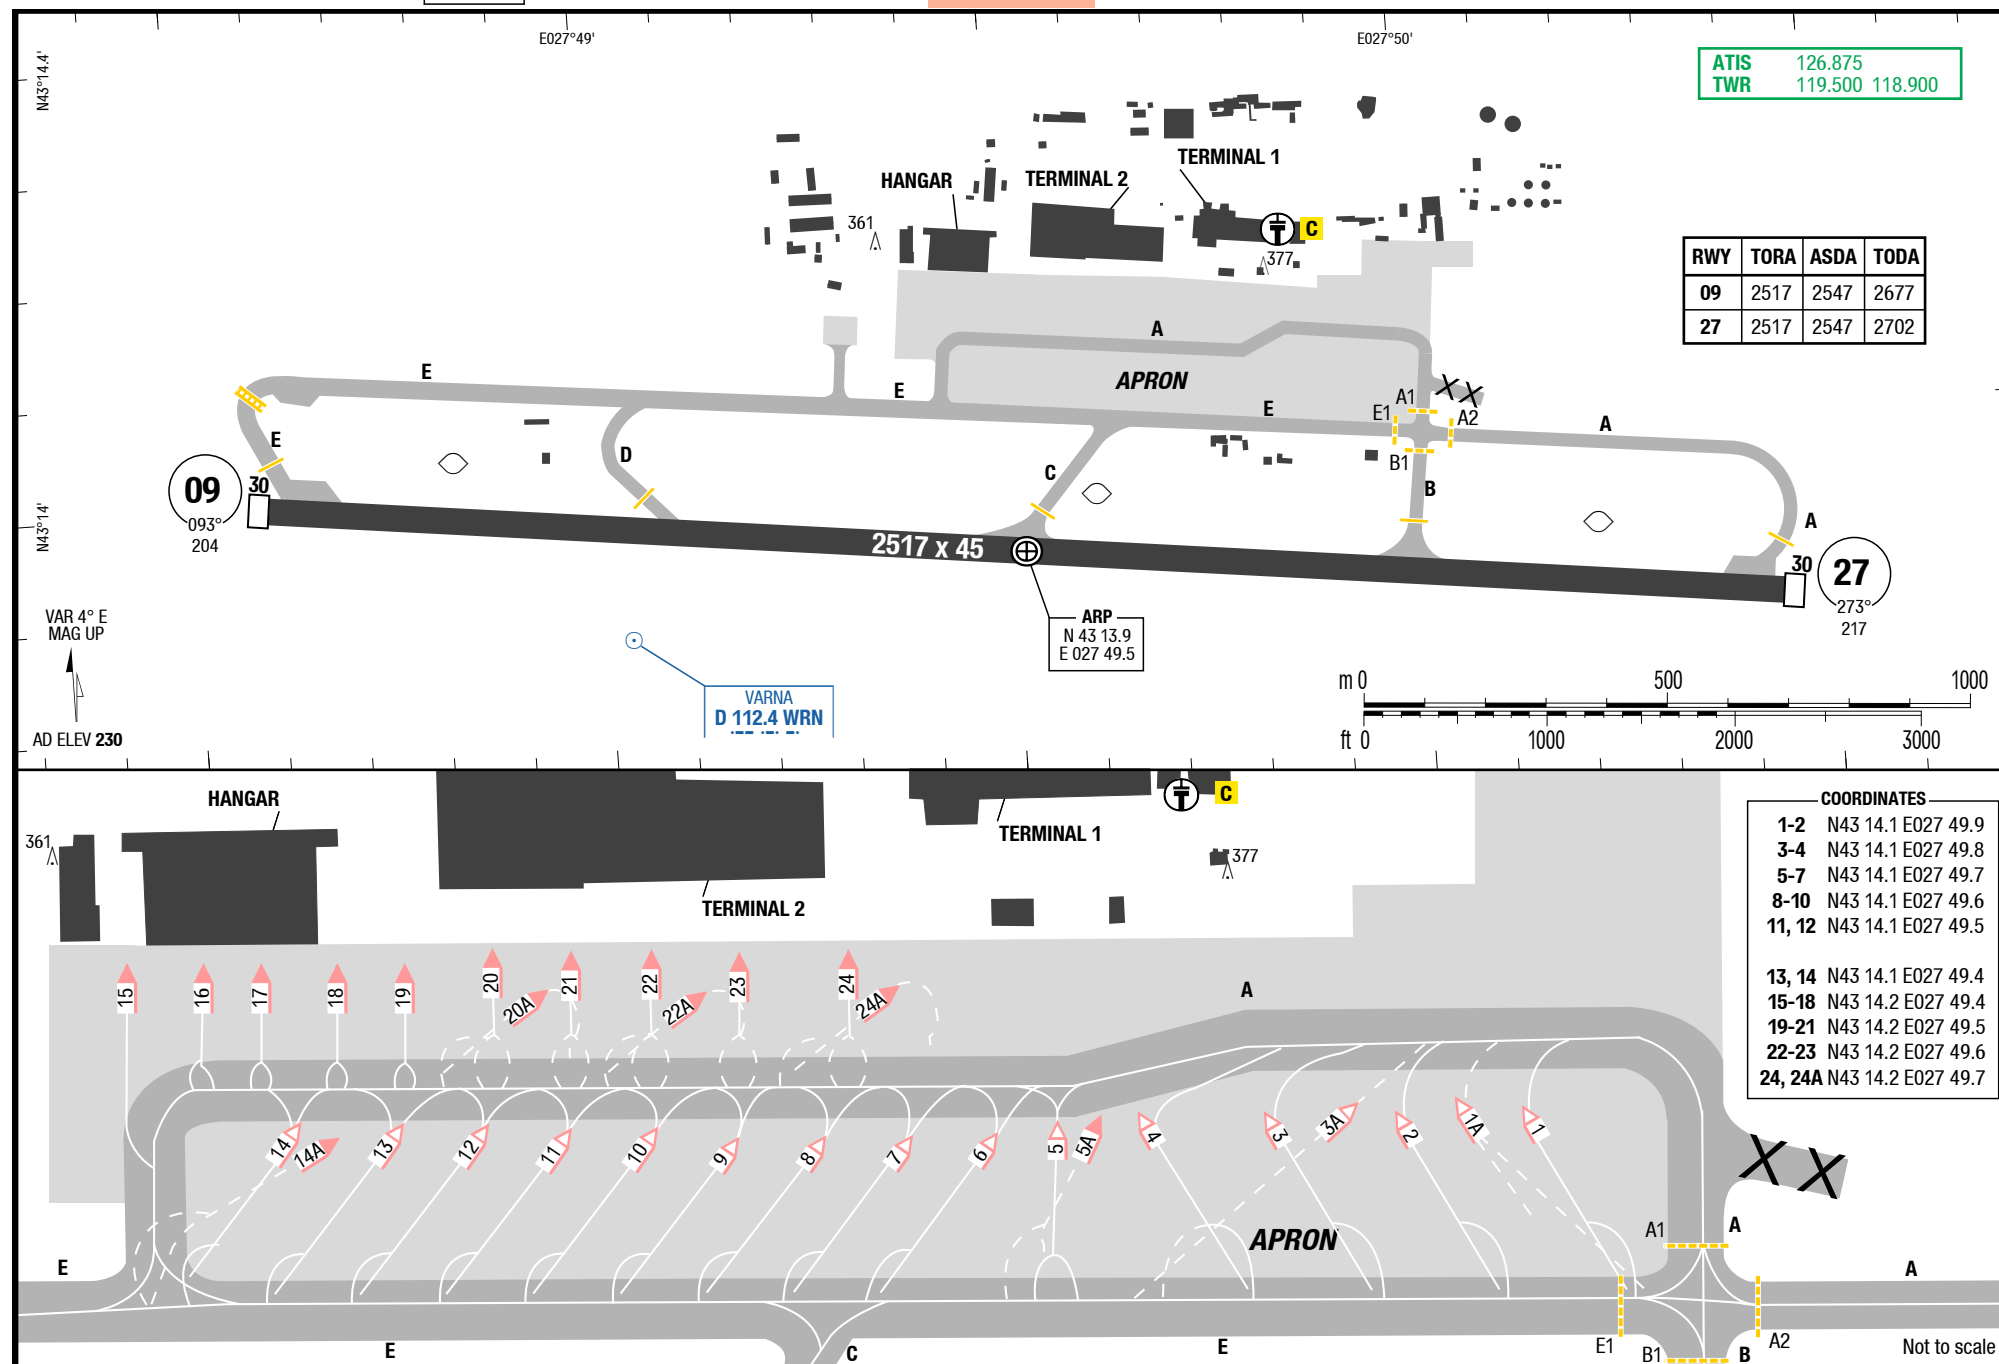 E027°49'
E027°50'
N43°14.4'
ATIS 126.875
TWR 119.500 118.900
TERMINAL 1
TERMINAL 2
HANGAR
361
C
377
RWY TORA ASDA TODA
09 2517 2547 2677
27 2517 2547 2702
A
E
E
APRON
E
A1
E1
A2
A
B1
E
D
C
B
09
30
093°
204
N43°14'
2517 x 45
A
30
27
273°
217
ARP
N 43 13.9
E 027 49.5
VAR 4° E
MAG UP
VARNA
D 112.4 WRN
AD ELEV 230
m 0 500 1000
ft 0 1000 2000 3000
HANGAR
361
C
TERMINAL 1
377
TERMINAL 2
COORDINATES
1-2 N43 14.1 E027 49.9
3-4 N43 14.1 E027 49.8
5-7 N43 14.1 E027 49.7
8-10 N43 14.1 E027 49.6
11, 12 N43 14.1 E027 49.5
13, 14 N43 14.1 E027 49.4
15-18 N43 14.2 E027 49.4
19-21 N43 14.2 E027 49.5
22-23 N43 14.2 E027 49.6
24, 24A N43 14.2 E027 49.7
15 16 17 18 19 20 20A 21 22 22A 23 24 24A
A
14 14A 13 12 11 10 9 8 7 6 5 5A 4 3 3A 2 1A 1
APRON
A1
A
E
A
E
C
E
E1
B1
B
A2
Not to scale